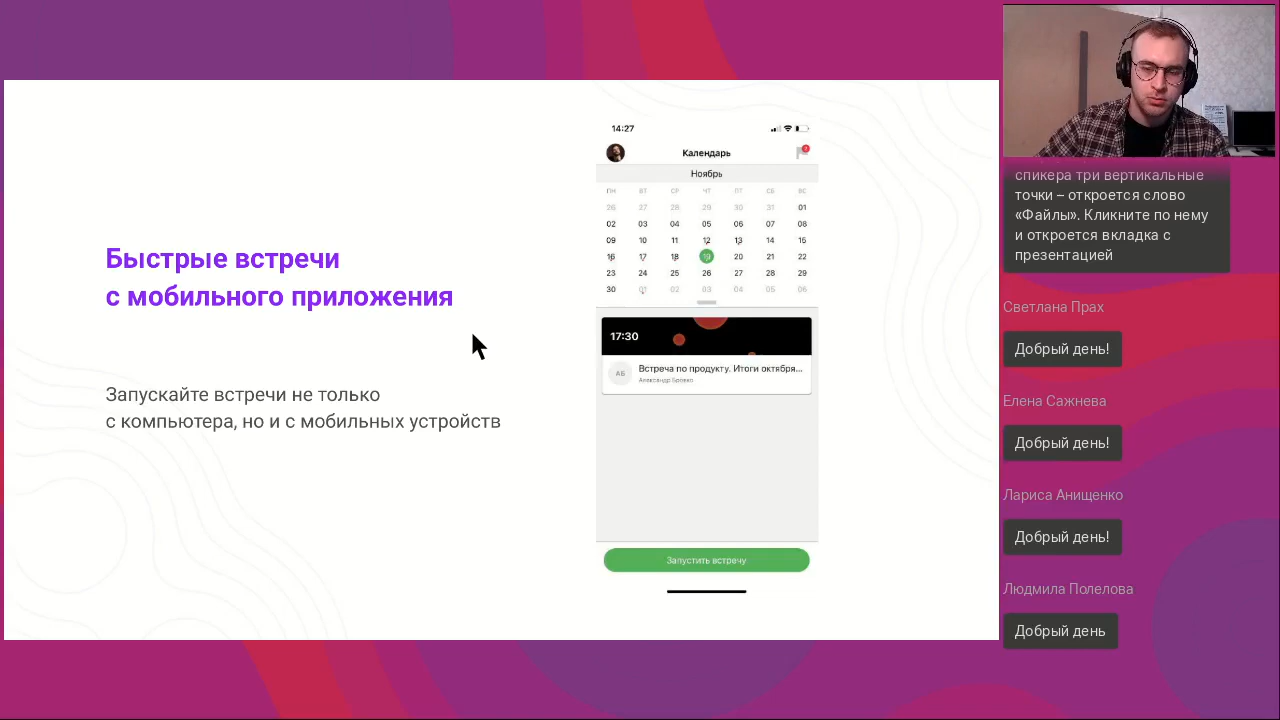 Быстрые встречи
с мобильного приложения
Запускайте встречи не только
с компьютера, но и с мобильных устройств
14:27
Календарь
2
Ноябрь
ПН ВТ СР ЧТ ПТ СБ ВС
26 27 28 29 30 31 01
02 03 04 05 06 07 08
09 10 11 12 13 14 15
16 17 18 19 20 21 22
23 24 25 26 27 28 29
30 01 02 03 04 05 06
17:30
АБ
Встреча по продукту. Итоги октября...
Александр
Запустить встречу
спикера три вертикальные
точки – откроется слово
«Файлы». Кликните по нему
и откроется вкладка с
презентацией
Светлана Прах
Добрый день!
Елена Сажнева
Добрый день!
Лариса Анищенко
Добрый день!
Людмила Полелова
Добрый день